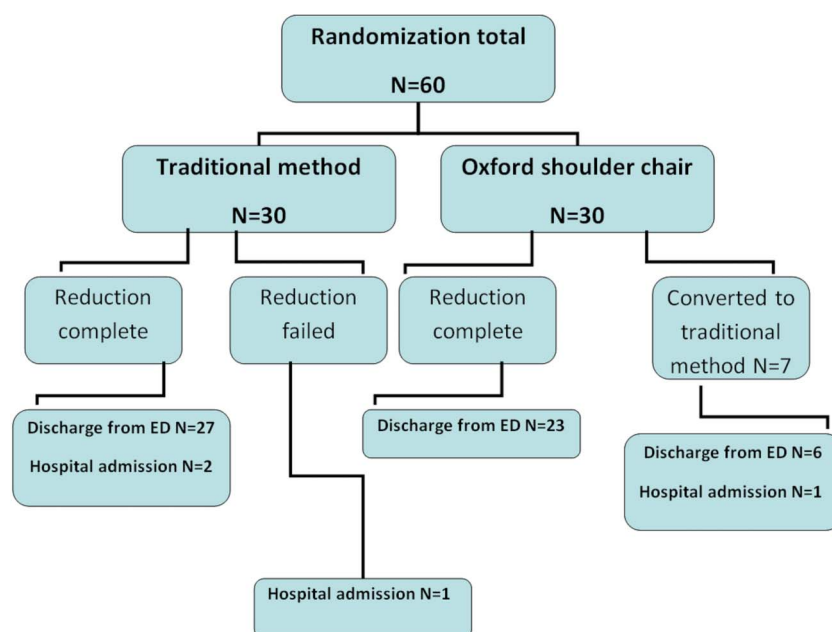 Randomization total
N=60
Traditional method
N=30
Oxford shoulder chair
N=30
Reduction
complete
Reduction
failed
Reduction
complete
Converted to
traditional
method N=7
Discharge from ED N=27
Hospital admission N=2
Discharge from ED N=23
Discharge from ED N=6
Hospital admission N=1
Hospital admission N=1